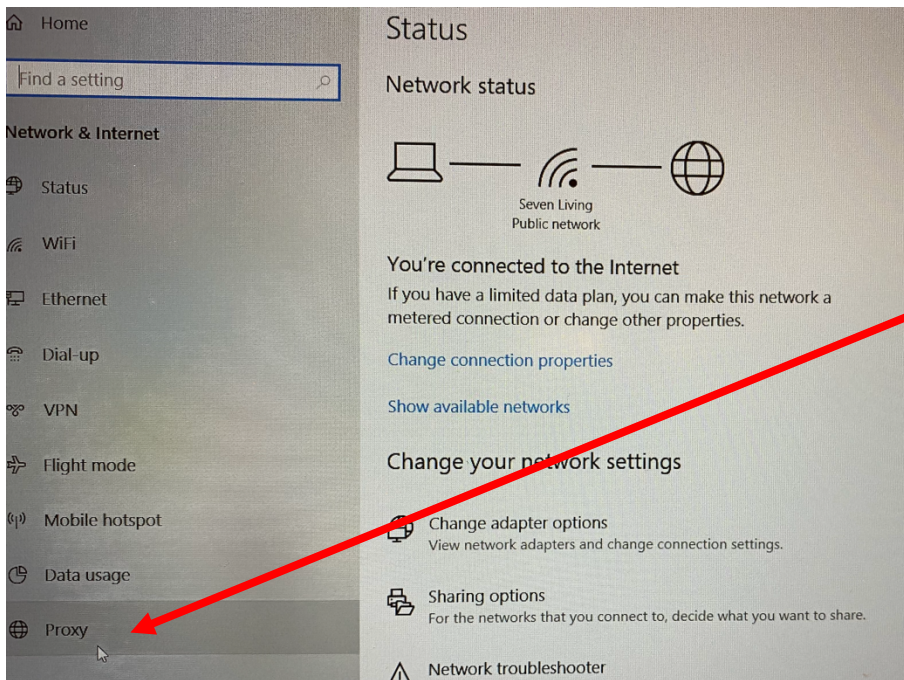 Home
Find a setting
Network & Internet
Status
WiFi
Ethernet
Dial-up
VPN
Flight mode
Mobile hotspot
Data usage
Proxy
Status
Network status
Seven Living
Public network
You're connected to the Internet
If you have a limited data plan, you can make this network a
metered connection or change other properties.
Change connection properties
Show available networks
Change your network settings
Change adapter options
View network adapters and change connection settings.
Sharing options
For the networks that you connect to, decide what you want to share.
Network troubleshooter